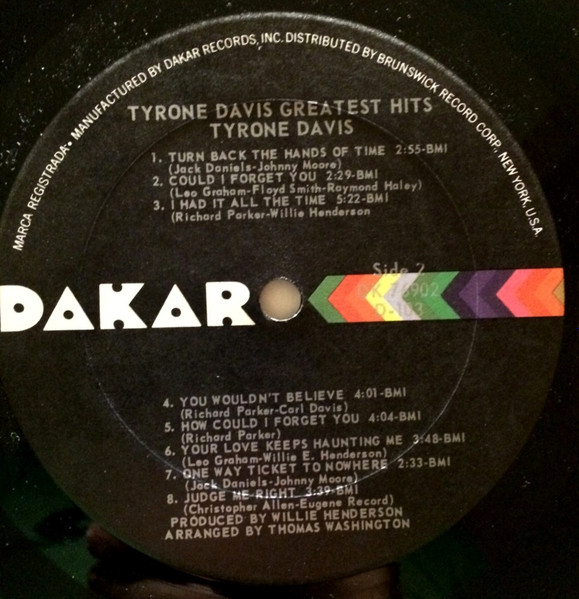 MARCA REGISTRADA • MANUFACTURED BY DAKAR RECORDS, INC. DISTRIBUTED BY BRUNSWICK RECORD CORP. NEW YORK, U.S.A.
TYRONE DAVIS GREATEST HITS
TYRONE DAVIS
1. TURN BACK THE HANDS OF TIME 2:55-BMI
(Jack Daniels-Johnny Moore)
2. COULD I FORGET YOU 2:29-BMI
(Leo Graham-Floyd Smith-Raymond Haley)
3. I HAD IT ALL THE TIME 5:22-BMI
(Richard Parker-Willie Henderson
Side 2
DAKAR
4. YOU WOULDN'T BELIEVE 4:01-BMI
(Richard Parker-Carl Davis)
5. HOW COULD I FORGET YOU 4:04-BMI
(Richard Parker)
6. YOUR LOVE KEEPS HAUNTING ME 3:48-BMI
(Leo Graham-Willie E. Henderson)
7. ONE WAY TICKET TO NOWHERE 2:33-BMI
(Jack Daniels-Johnny Moore)
8. JUDGE ME RIGHT 3:39-BMI
(Christopher Allen-Eugene Record)
PRODUCED BY WILLIE HENDERSON
ARRANGED BY THOMAS WASHINGTON